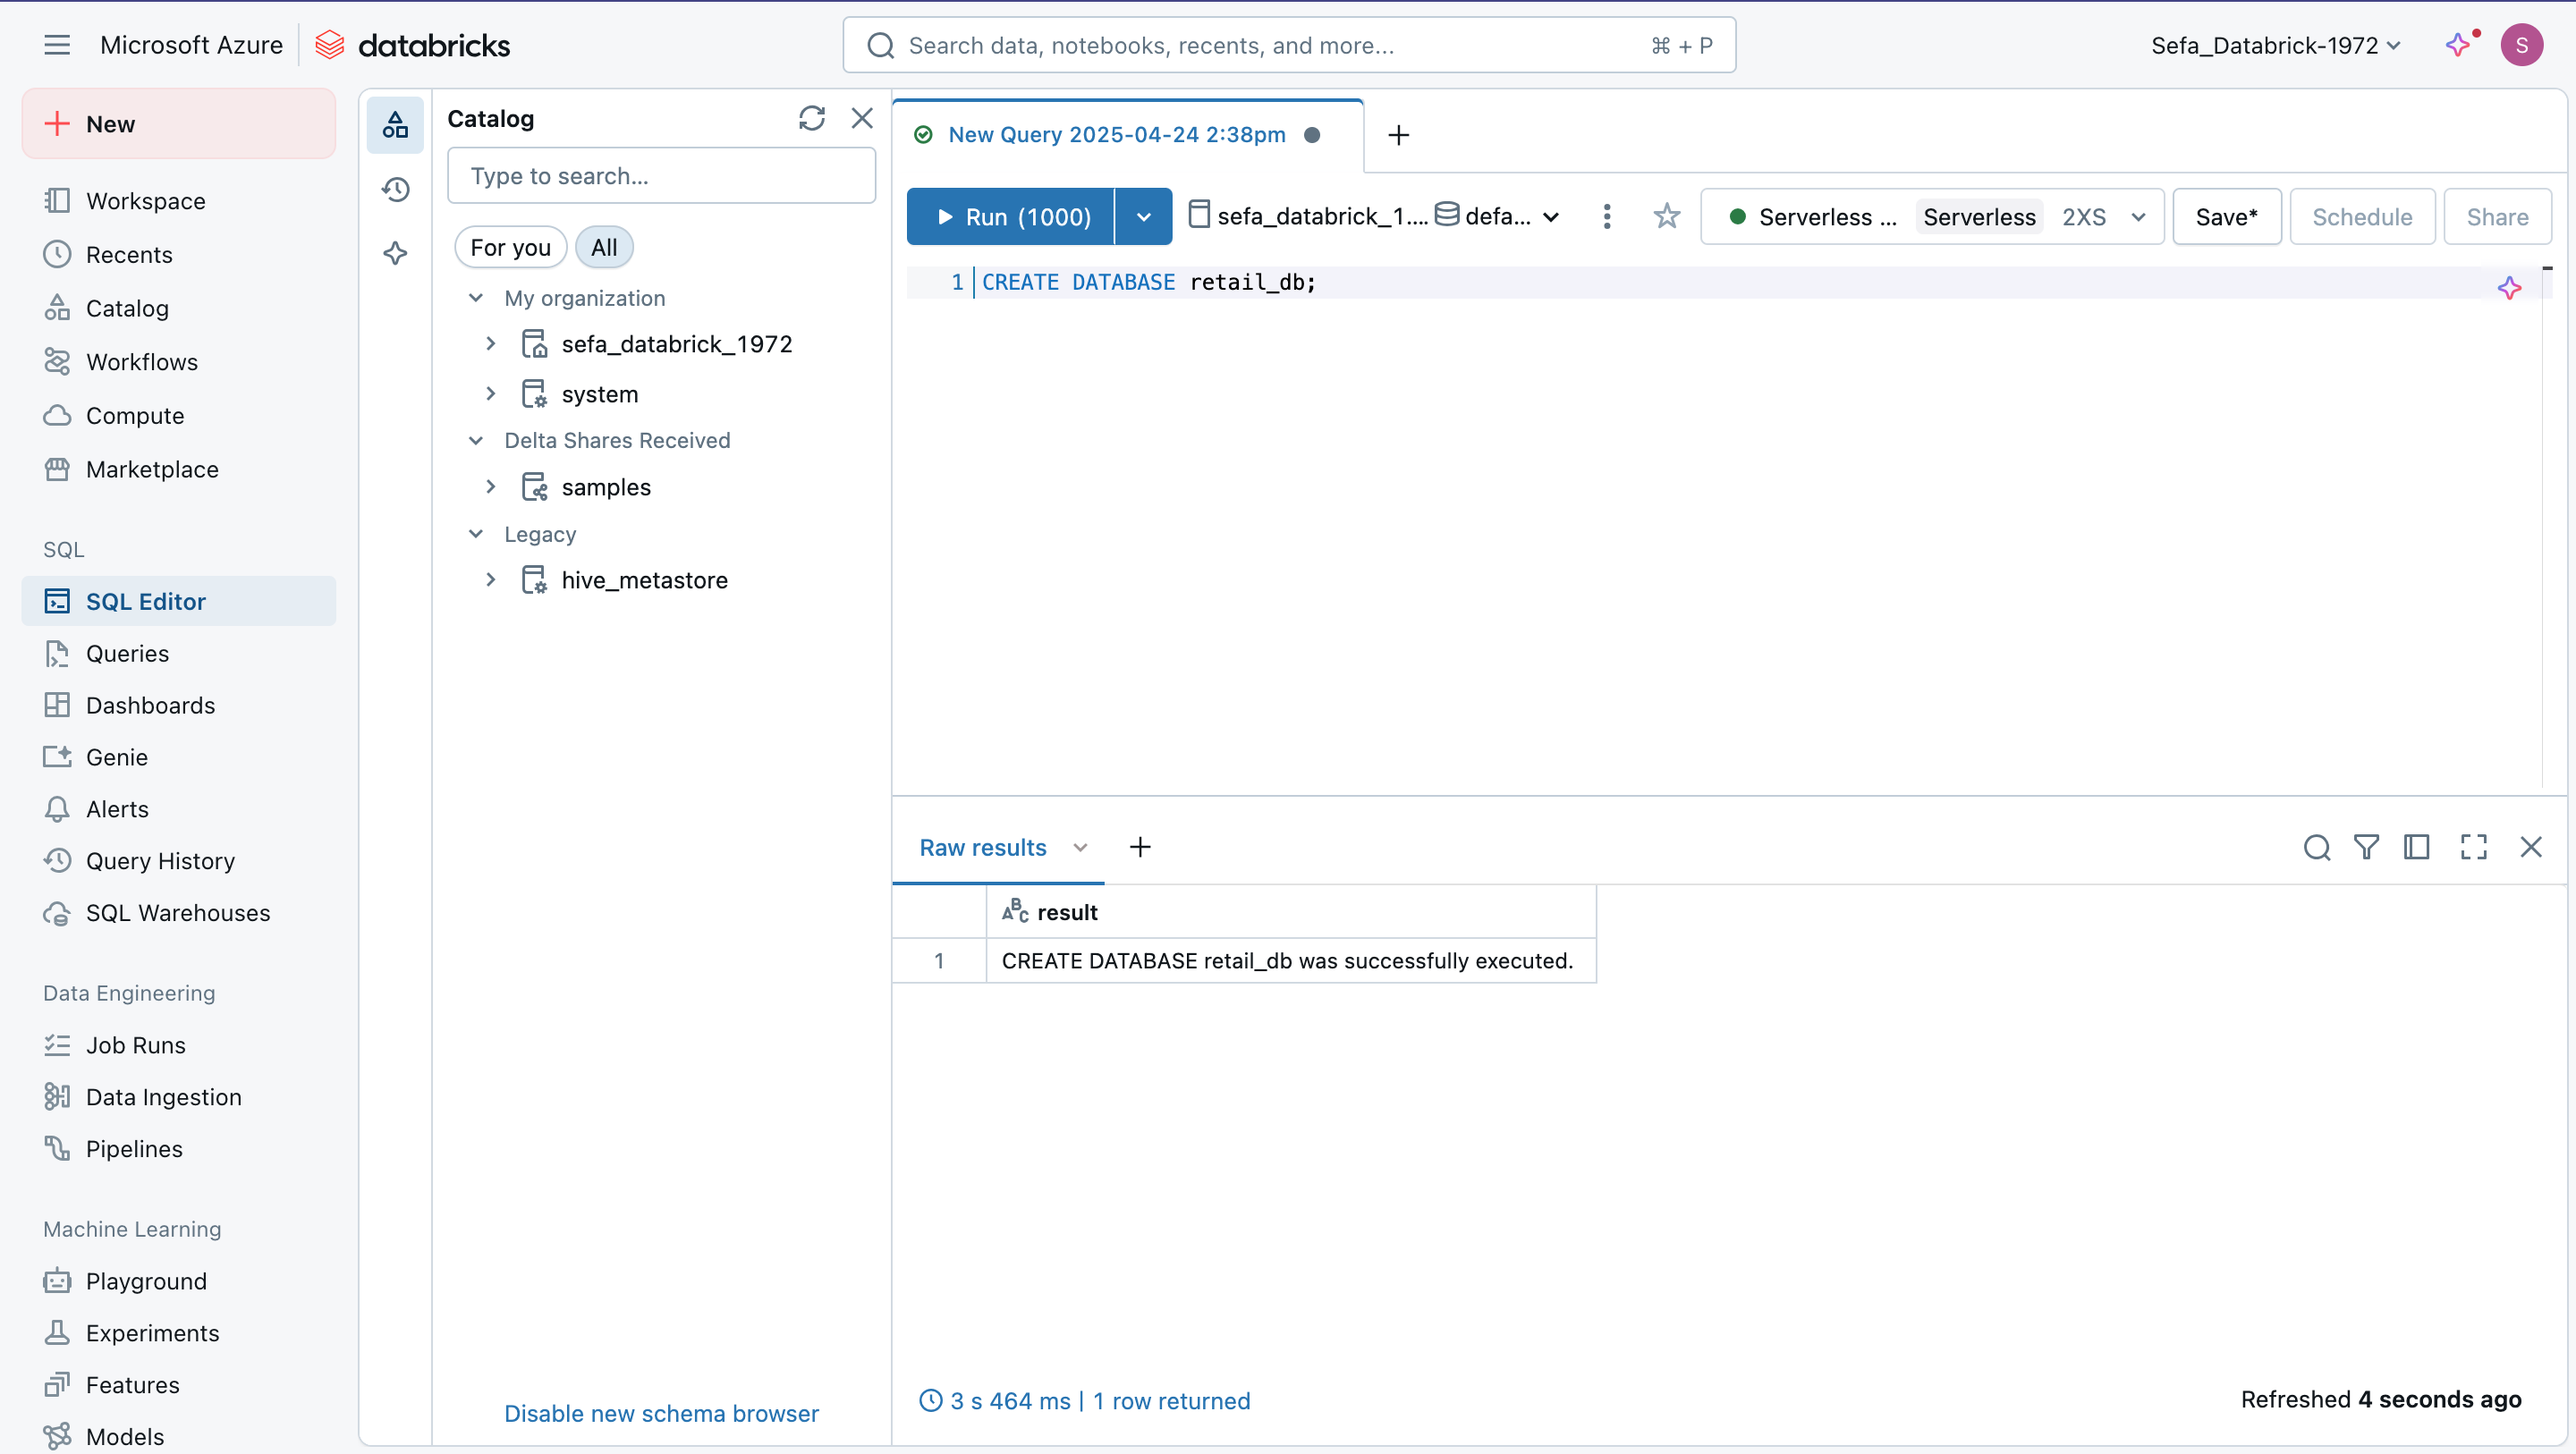 Microsoft Azure
databricks
Search data, notebooks, recents, and more...
⌘ + P
Sefa_Databrick-1972
S
New
Workspace
Recents
Catalog
Workflows
Compute
Marketplace
SQL
SQL Editor
Queries
Dashboards
Genie
Alerts
Query History
SQL Warehouses
Data Engineering
Job Runs
Data Ingestion
Pipelines
Machine Learning
Playground
Experiments
Features
Models
Catalog
Type to search...
For you
All
My organization
sefa_databrick_1972
system
Delta Shares Received
samples
Legacy
hive_metastore
Disable new schema browser
New Query 2025-04-24 2:38pm
Run (1000)
sefa_databrick_1....
defa...
Serverless ...
Serverless
2XS
Save*
Schedule
Share
1 CREATE DATABASE retail_db;
Raw results
ABC result
1 CREATE DATABASE retail_db was successfully executed.
3 s 464 ms | 1 row returned
Refreshed 4 seconds ago